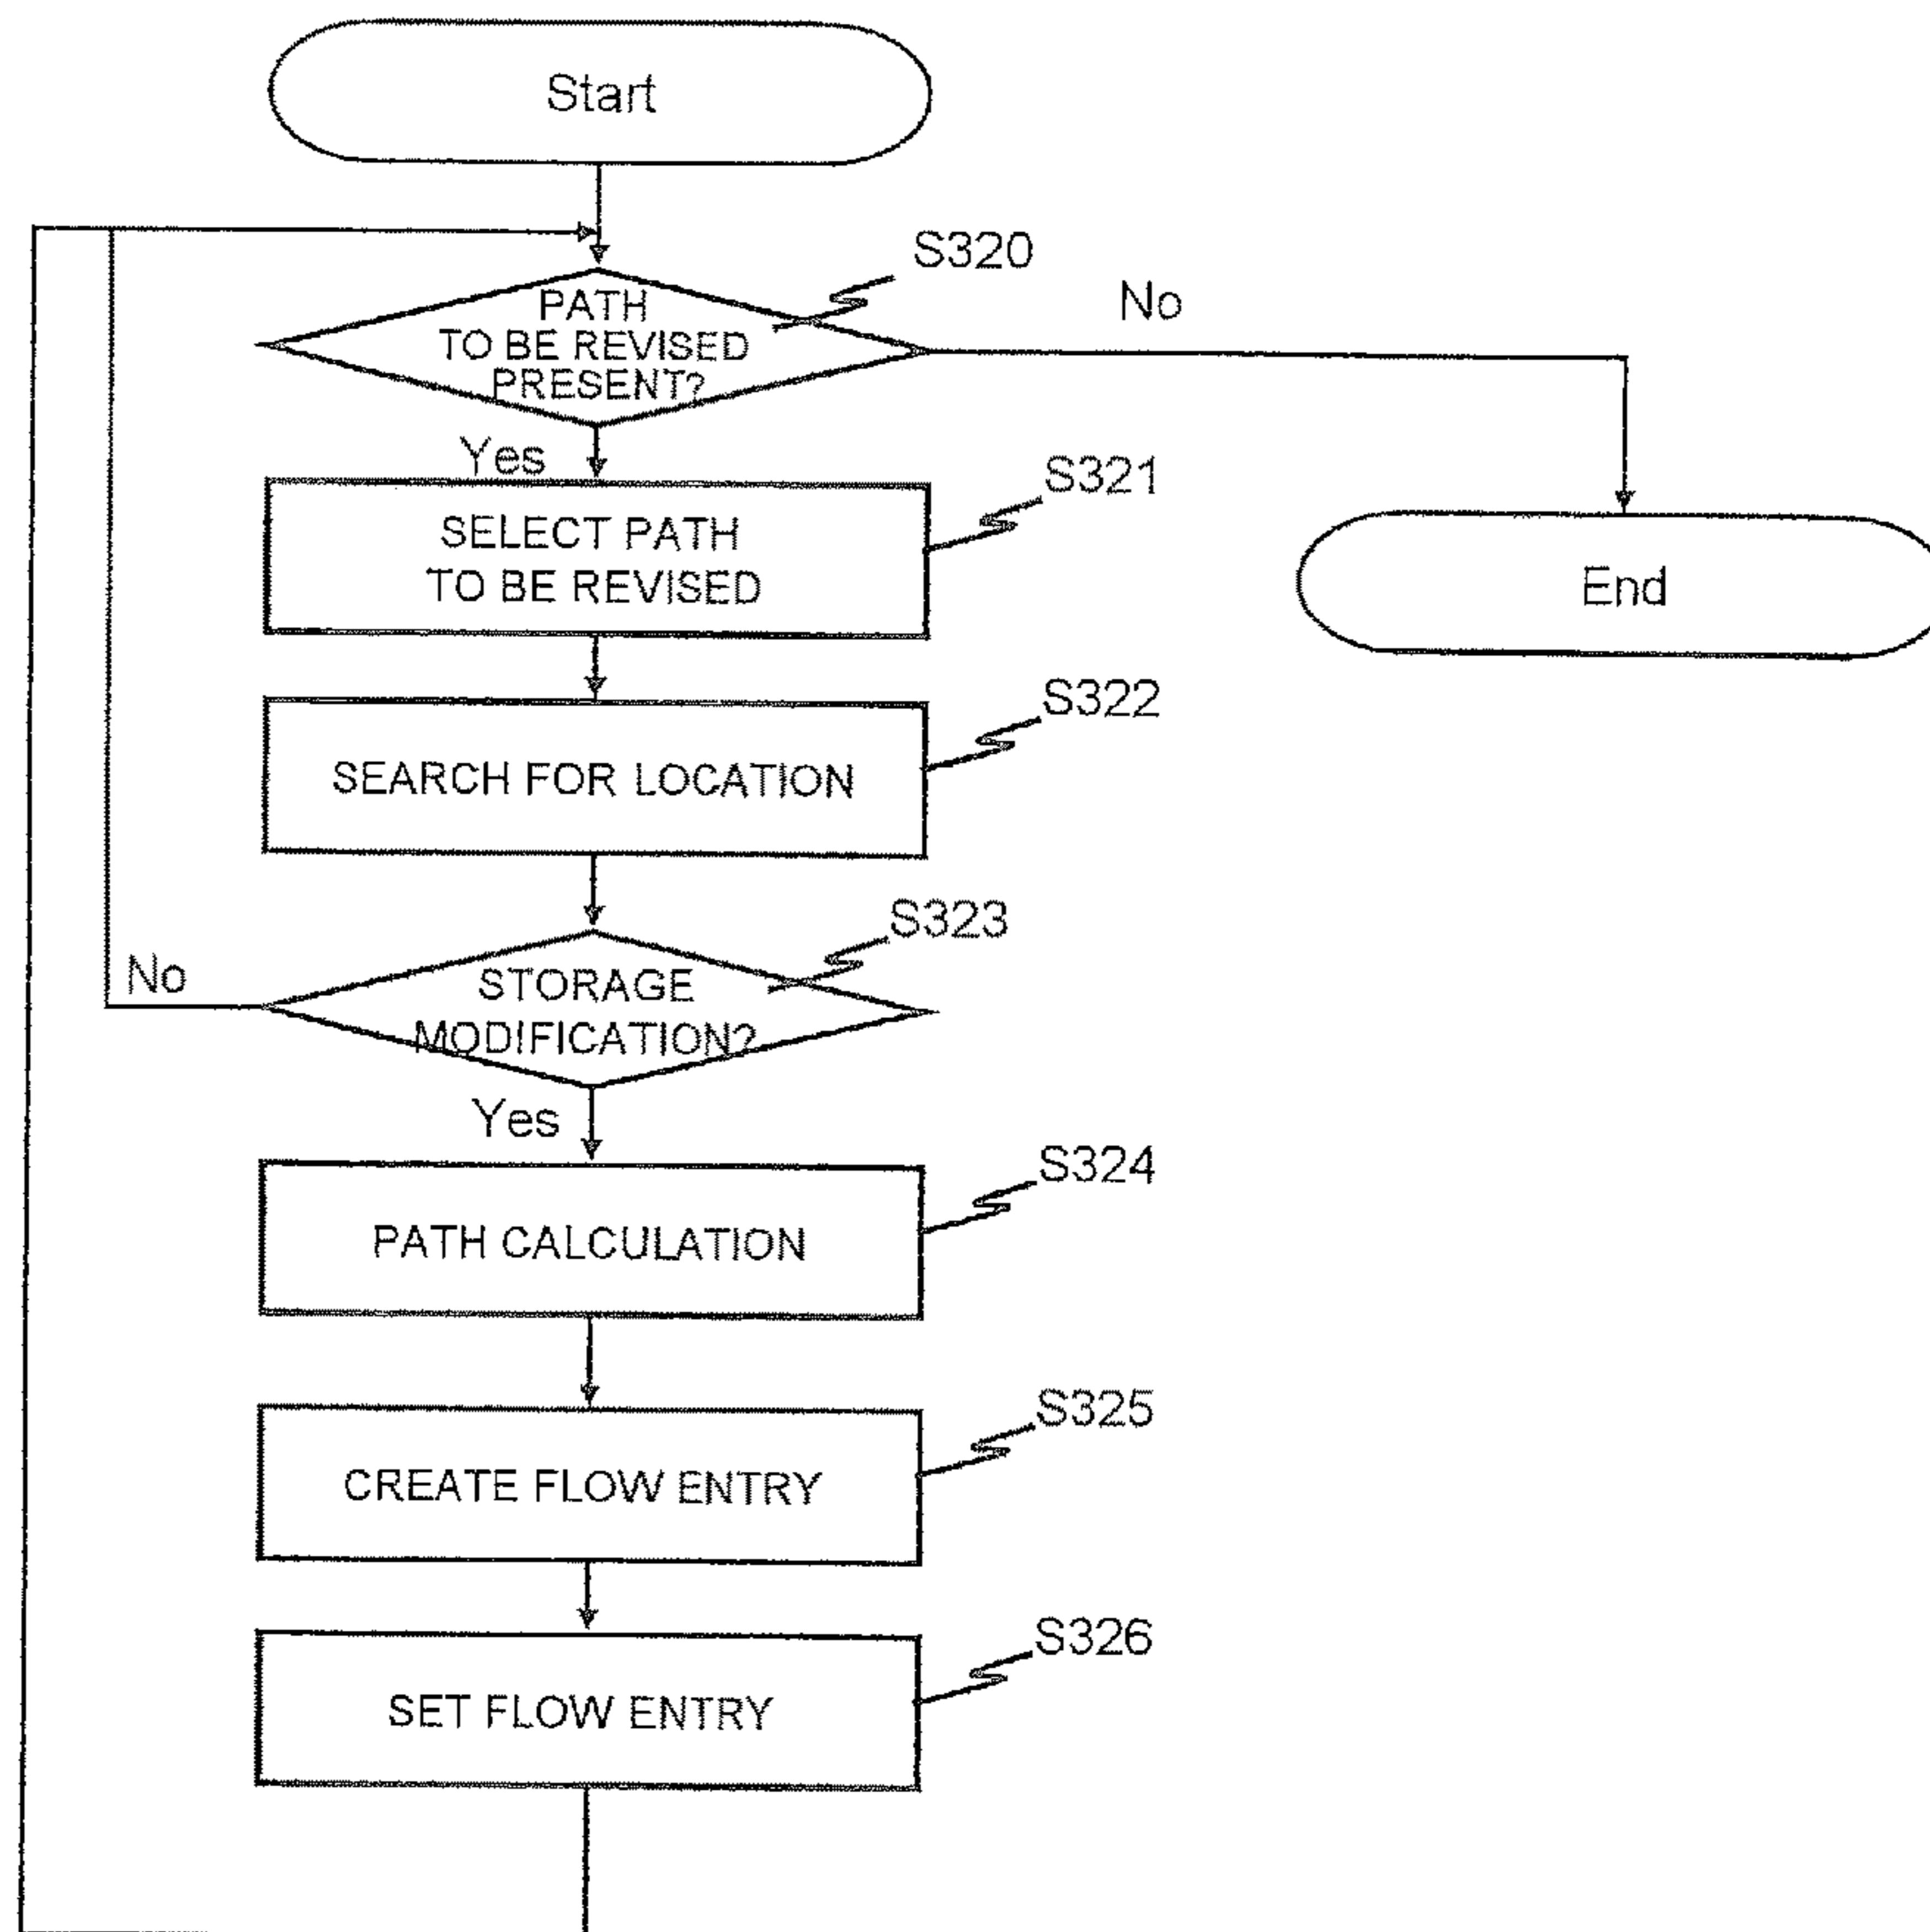 Start
S320
No
PATH
TO BE REVISED
PRESENT?
Yes
S321
SELECT PATH
TO BE REVISED
End
S322
SEARCH FOR LOCATION
S323
No
STORAGE
MODIFICATION?
Yes
S324
PATH CALCULATION
S325
CREATE FLOW ENTRY
S326
SET FLOW ENTRY